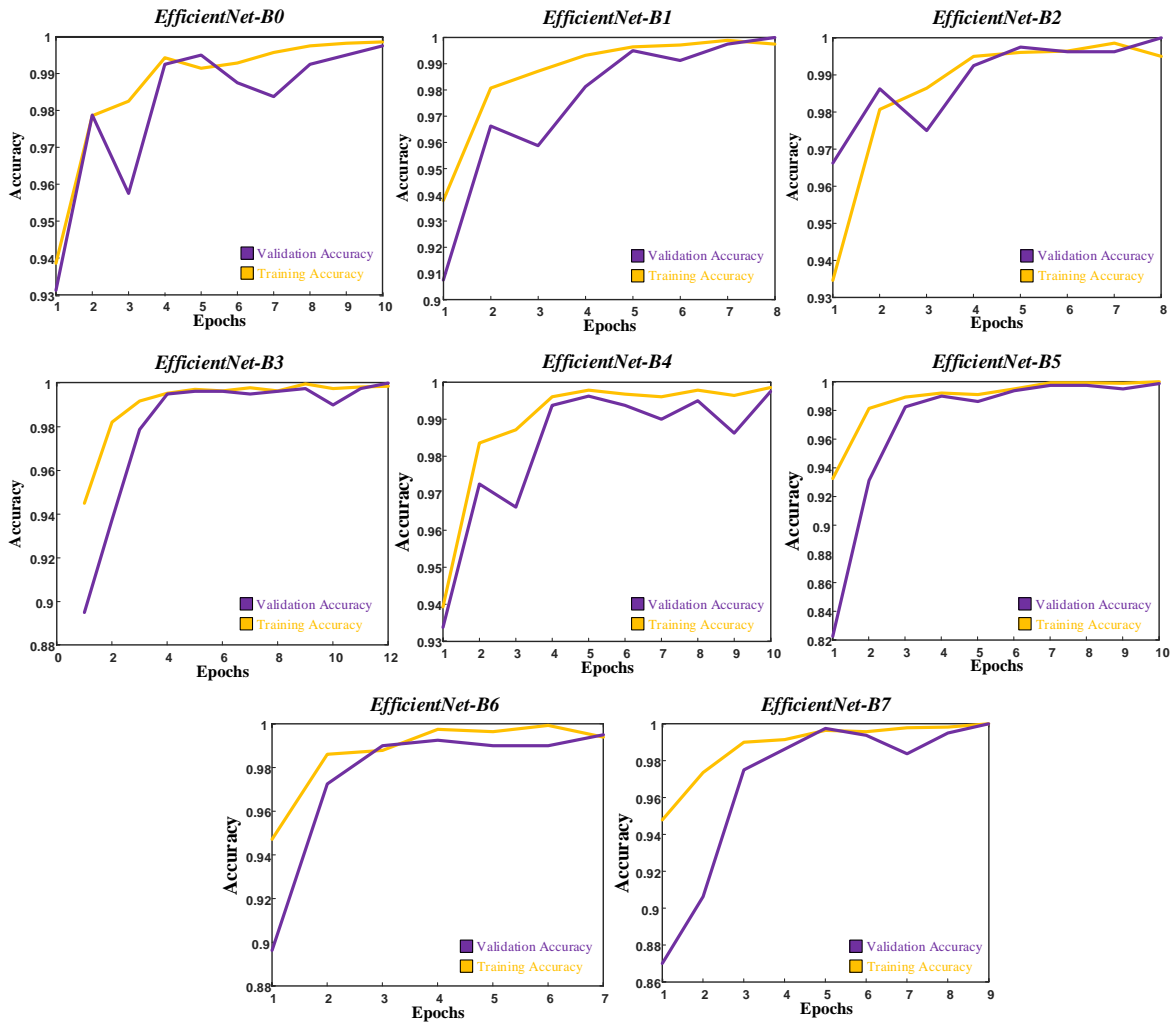 EfficientNet-B0
1
0.99
0.98
0.97
0.96
0.95
0.94
0.93
Accuracy
Validation Accuracy
Training Accuracy
1 2 3 4 5 6 7 8 9 10
Epochs
EfficientNet-B1
1
0.99
0.98
0.97
0.96
0.95
0.94
0.93
0.92
0.91
0.9
Accuracy
Validation Accuracy
Training Accuracy
1 2 3 4 5 6 7 8
Epochs
EfficientNet-B2
1
0.99
0.98
0.97
0.96
0.95
0.94
0.93
Accuracy
Validation Accuracy
Training Accuracy
1 2 3 4 5 6 7 8
Epochs
EfficientNet-B3
1
0.98
0.96
0.94
0.92
0.9
0.88
Accuracy
Validation Accuracy
Training Accuracy
0 2 4 6 8 10 12
Epochs
EfficientNet-B4
1
0.99
0.98
0.97
0.96
0.95
0.94
0.93
Accuracy
Validation Accuracy
Training Accuracy
1 2 3 4 5 6 7 8 9 10
Epochs
EfficientNet-B5
1
0.98
0.96
0.94
0.92
0.9
0.88
0.86
0.84
0.82
Accuracy
Validation Accuracy
Training Accuracy
1 2 3 4 5 6 7 8 9 10
Epochs
EfficientNet-B6
1
0.98
0.96
0.94
0.92
0.9
0.88
Accuracy
Validation Accuracy
Training Accuracy
1 2 3 4 5 6 7
Epochs
EfficientNet-B7
1
0.98
0.96
0.94
0.92
0.9
0.88
0.86
Accuracy
Validation Accuracy
Training Accuracy
1 2 3 4 5 6 7 8 9
Epochs